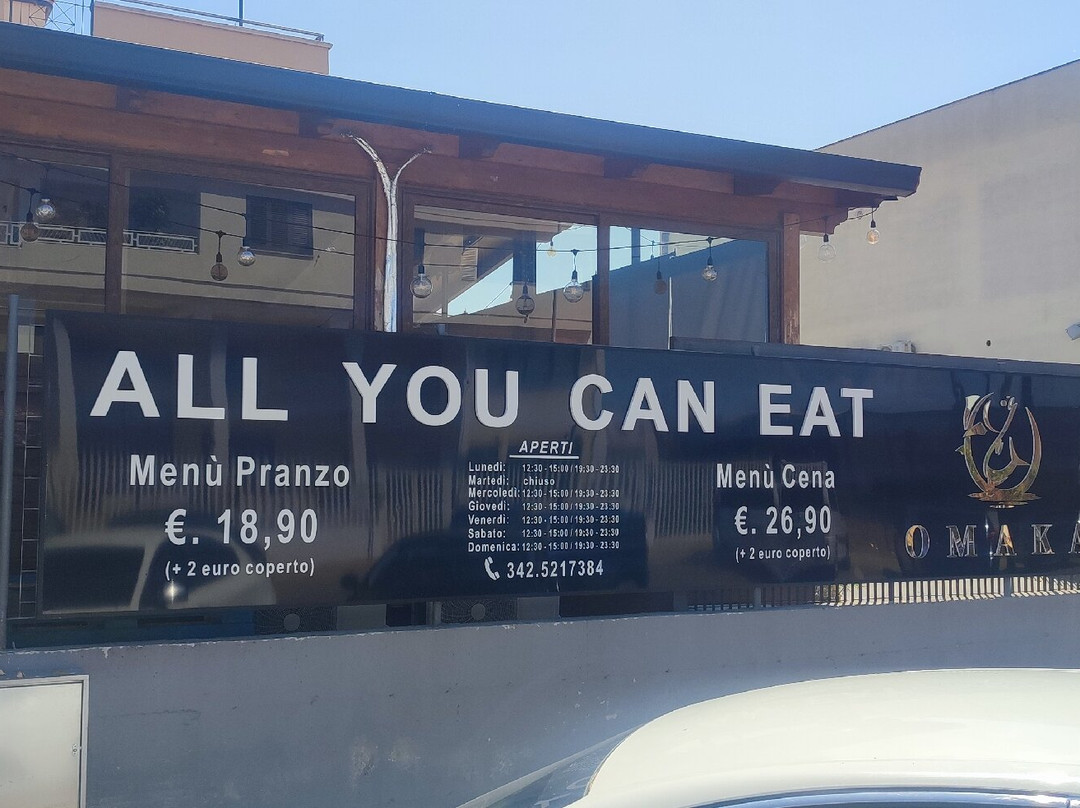 ALL YOU CAN EAT
Menù Pranzo
€. 18,90
(+ 2 euro coperto)
APERTI
Lunedì: 12:30 - 15:00 / 19:30 - 23:30
Martedì: chiuso
Mercoledì: 12:30 - 15:00 / 19:30 - 23:30
Giovedì: 12:30 - 15:00 / 19:30 - 23:30
Venerdì: 12:30 - 15:00 / 19:30 - 23:30
Sabato: 12:30 - 15:00 / 19:30 - 23:30
Domenica: 12:30 - 15:00 / 19:30 - 23:30
342.5217384
Menù Cena
€. 26,90
(+ 2 euro coperto)
OMAKA